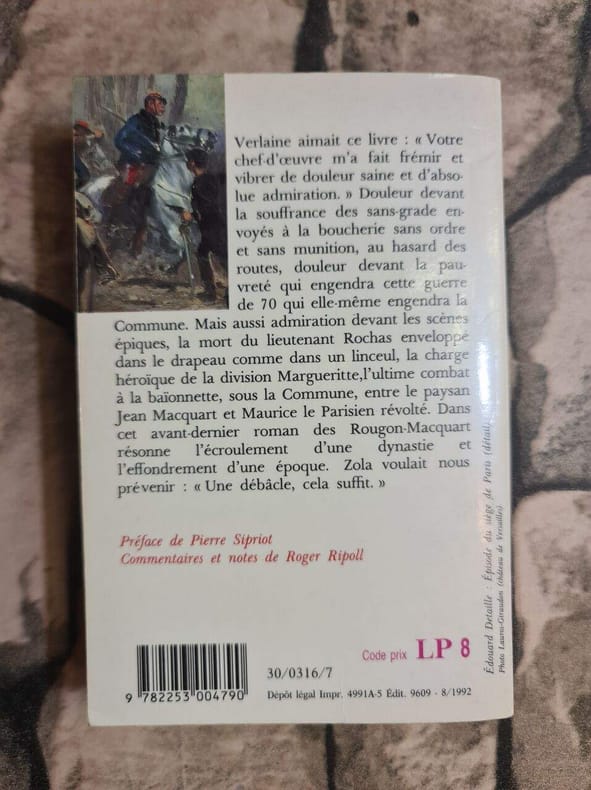 Verlaine aimait ce livre : « Votre
chef-d'œuvre m'a fait frémir et
vibrer de douleur saine et d'abso-
lue admiration. » Douleur devant
la souffrance des sans-grade en-
voyés à la boucherie sans ordre
et sans munition, au hasard des
routes, douleur devant la pau-
vreté qui engendra cette guerre
de 70 qui elle-même engendra la
Commune. Mais aussi admiration devant les scènes
épiques, la mort du lieutenant Rochas enveloppé
dans le drapeau comme dans un linceul, la charge
héroïque de la division Margueritte,l'ultime combat
à la baïonnette, sous la Commune, entre le paysan
Jean Macquart et Maurice le Parisien révolté. Dans
cet avant-dernier roman des Rougon-Macquart
résonne l'écroulement d'une dynastie et
l'effondrement d'une époque. Zola voulait nous
prévenir : « Une débâcle, cela suffit. »
Préface de Pierre Sipriot
Commentaires et notes de Roger Ripoll
Édouard Detaille : Épisode du siège de Paris (détail)
Photo Lauros-Giraudon (château de Versailles).
Code prix LP 8
9 782253 004790
30/0316/7
Dépôt légal Impr. 4991A-5 Édit. 9609 - 8/1992